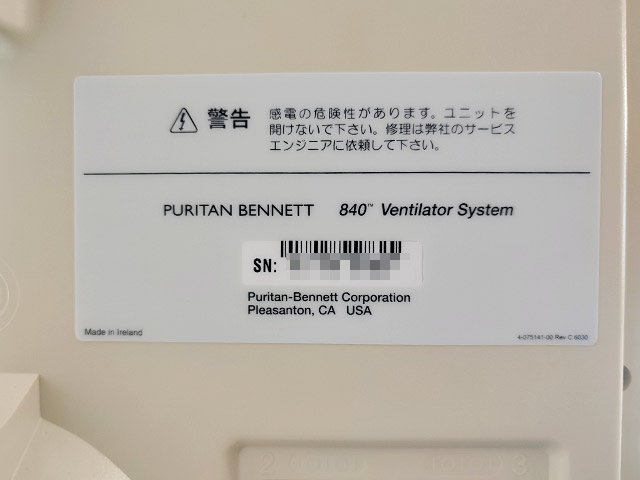 警告
感電の危険性があります。ユニットを
開けないで下さい。修理は弊社のサービス
エンジニアに依頼して下さい。
PURITAN BENNETT 840™ Ventilator System
SN:
Puritan-Bennett Corporation
Pleasanton, CA USA
Made in Ireland
4-075141-00 Rev C 6030